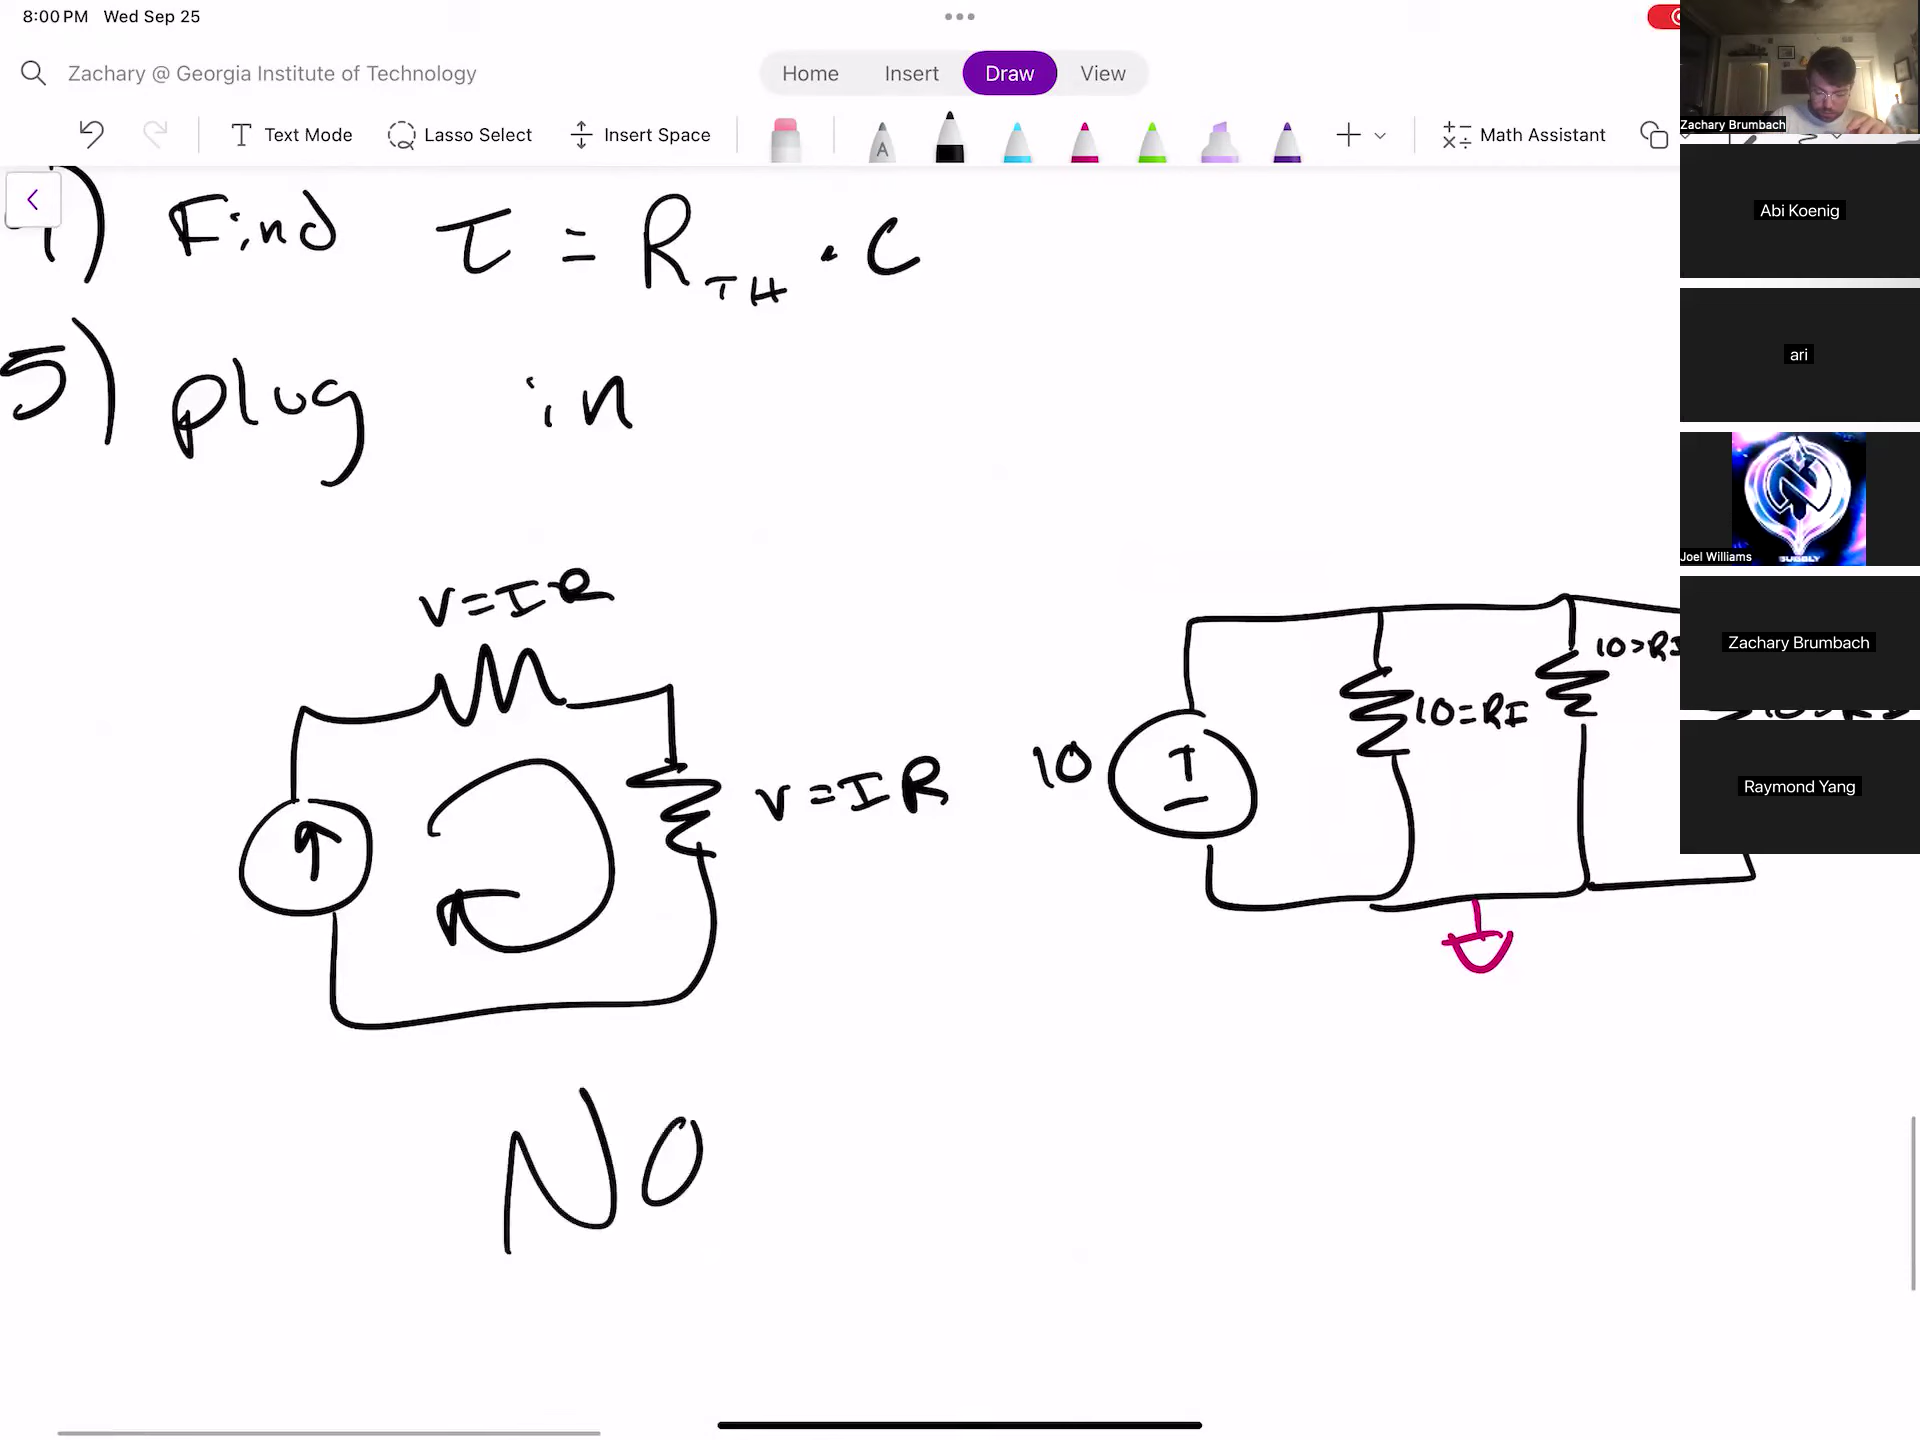 8:00 PM Wed Sep 25
Zachary @ Georgia Institute of Technology
Home Insert Draw View
Text Mode Lasso Select Insert Space A Math Assistant
Zachary Brumbach
Abi Koenig
ari
Joel Williams
Zachary Brumbach
Raymond Yang
Find τ = R_TH · C
5) plug in
V=IR
V=IR
10
10=RI
NO